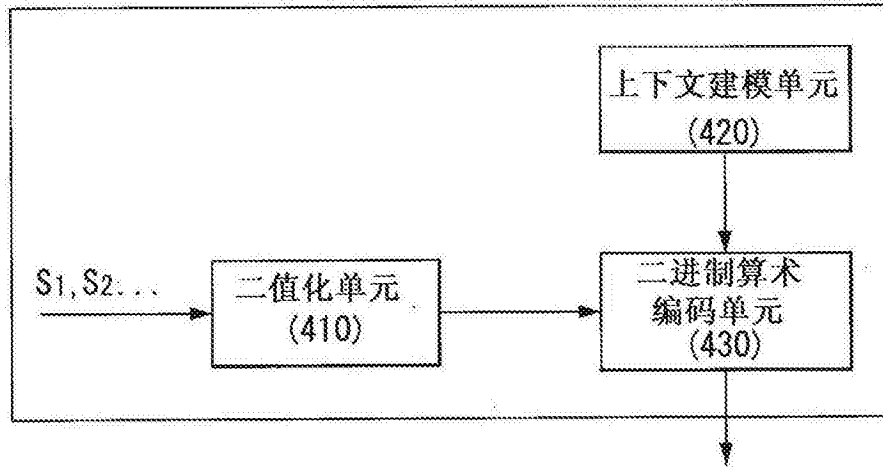 上下文建模单元
(420)
S1,S2...
二值化单元
(410)
二进制算术
编码单元
(430)